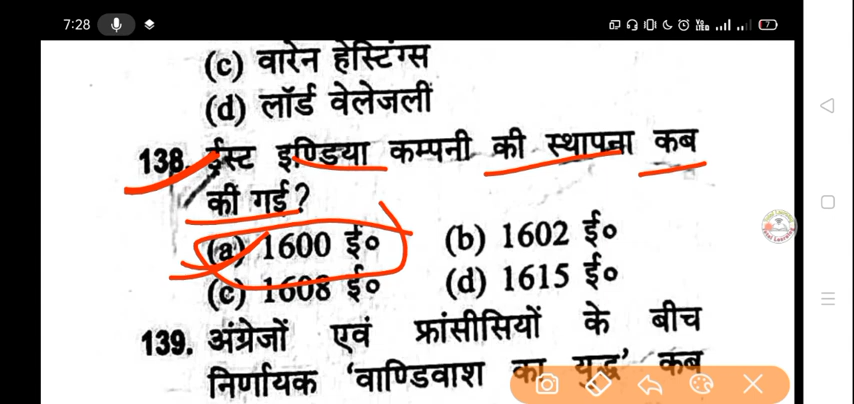 7:28
(c) वारेन हेस्टिंग्स
(d) लॉर्ड वेलेजली
138. ईस्ट इण्डिया कम्पनी की स्थापना कब
की गई?
(a) 1600 ई० (b) 1602 ई०
(c) 1608 ई० (d) 1615 ई०
139. अंग्रेजों एवं फ्रांसीसियों के बीच
निर्णायक 'वाण्डिवाश का युद्ध' कब